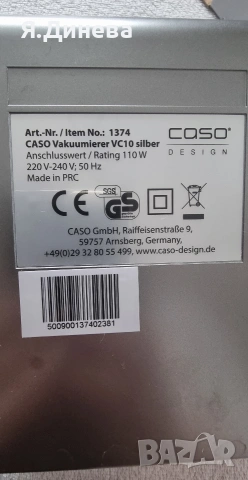 Я.Динева
Art.-Nr. / Item No.: 1374
CASO Vakuumierer VC10 silber
Anschlusswert / Rating 110 W
220 V-240 V; 50 Hz
Made in PRC
caso®
DESIGN
CE
SGS
GS
CASO GmbH, Raiffeisenstraße 9,
59757 Arnsberg, Germany,
+49(0)29 32 80 55 499, www.caso-design.de
500900137402381
BAZAR